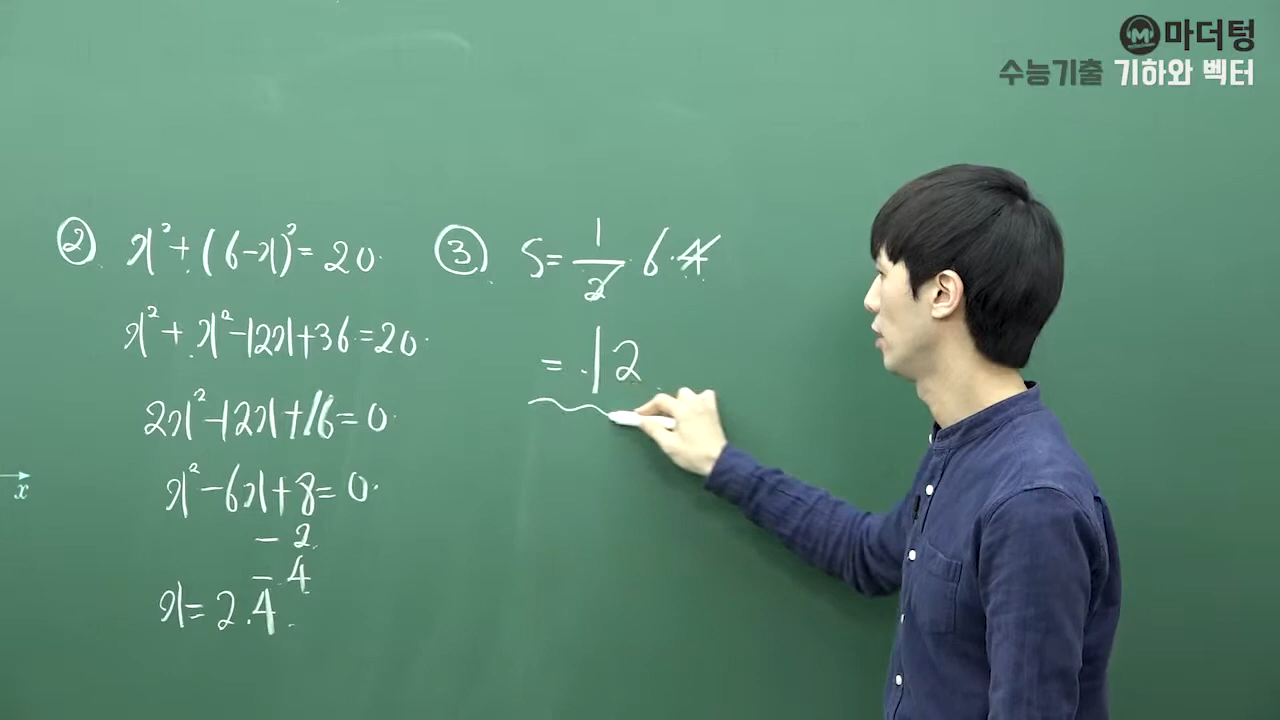 마더텅
수능기출 기하와 벡터
② x² + (6-x)² = 20
x² + x² - 12x + 36 = 20
2x² - 12x + 16 = 0
x² - 6x + 8 = 0
- 2
- 4
x = 2. 4
③ S = 1/2 6·4
= 12
x